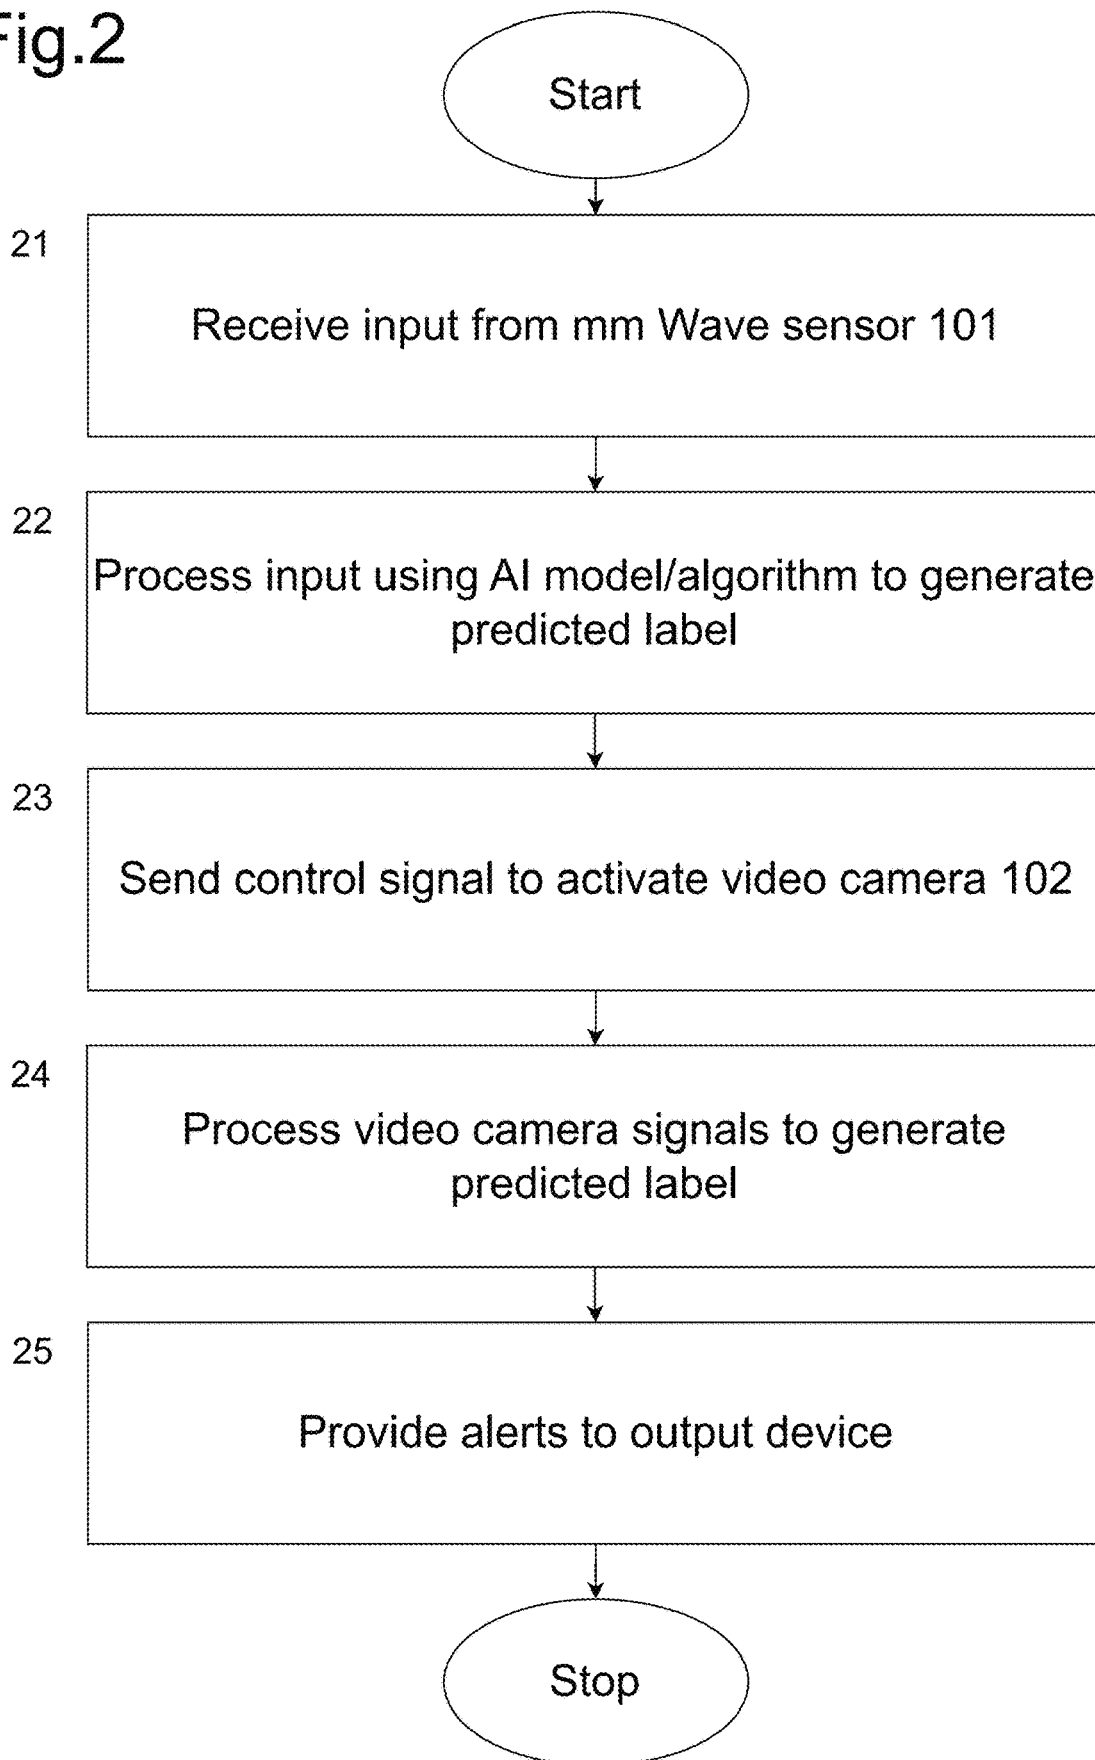 Fig.2
Start
21
Receive input from mm Wave sensor 101
22
Process input using AI model/algorithm to generate
predicted label
23
Send control signal to activate video camera 102
24
Process video camera signals to generate
predicted label
25
Provide alerts to output device
Stop